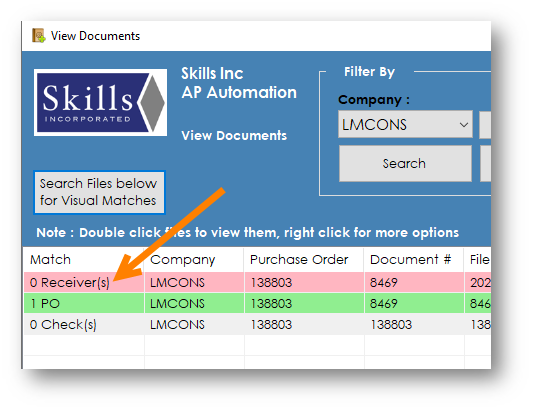 View Documents
Skills
INCORPORATED
Skills Inc
AP Automation
View Documents
Filter By
Company :
LMCONS
Search
Search Files below
for Visual Matches
Note : Double click files to view them, right click for more options
Match Company Purchase Order Document # File
0 Receiver(s) LMCONS 138803 8469 202
1 PO LMCONS 138803 8469 846
0 Check(s) LMCONS 138803 138803 138